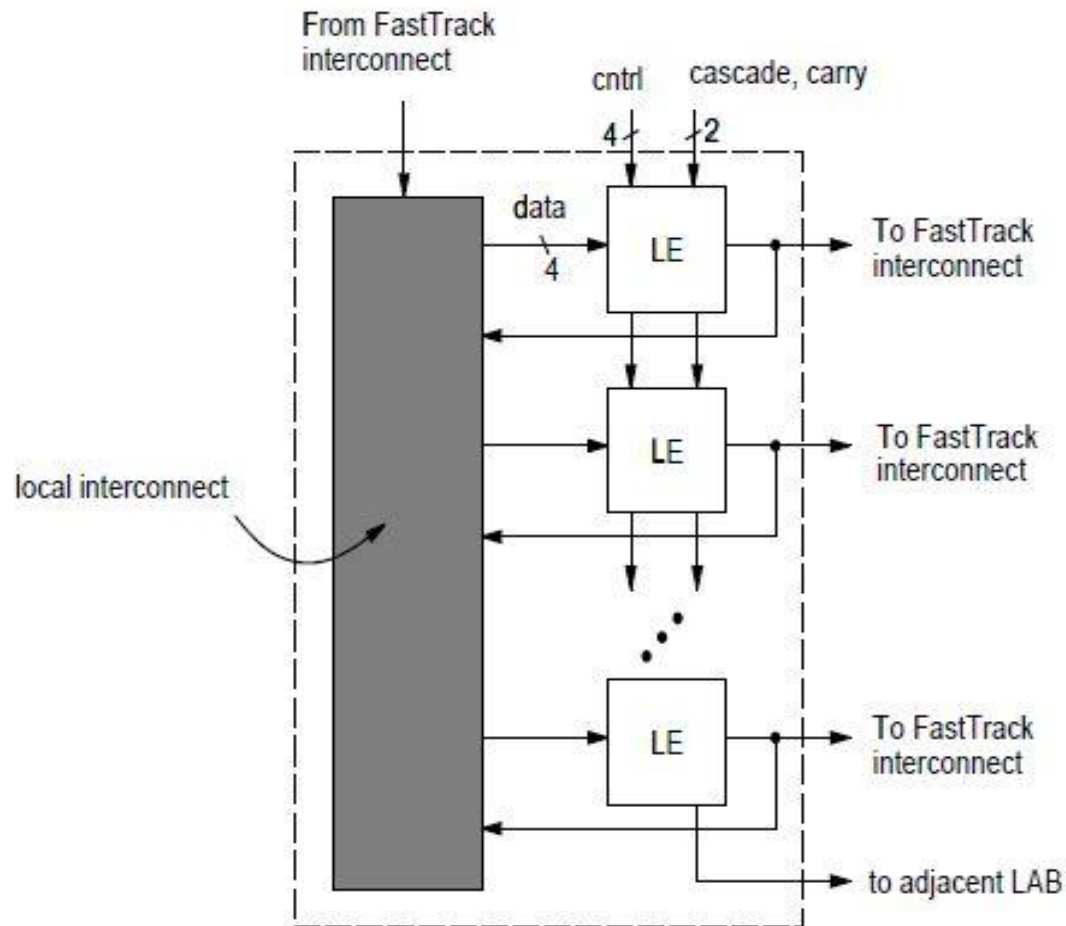 From FastTrack
interconnect
cntrl
cascade, carry
4
2
data
4
LE
To FastTrack
interconnect
LE
To FastTrack
interconnect
local interconnect
LE
To FastTrack
interconnect
to adjacent LAB